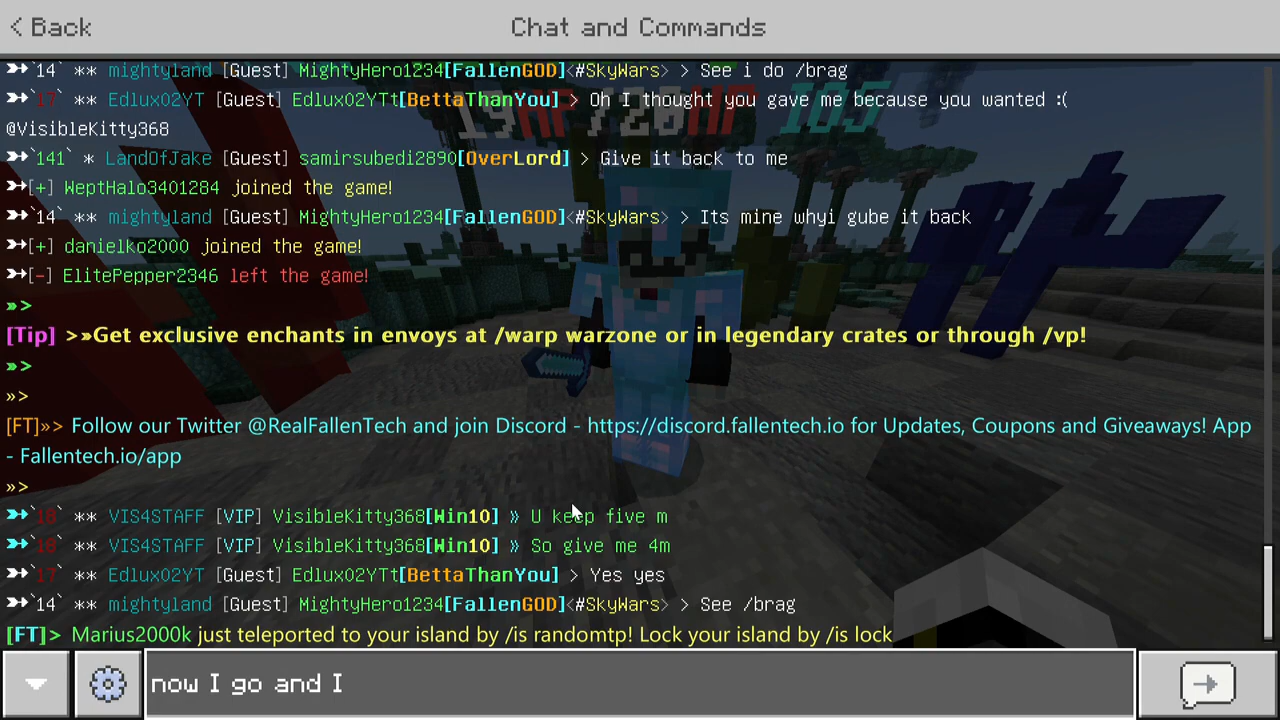 < Back
Chat and Commands
19HP/20HP 105
➳`14` ** mightyland [Guest] MightyHero1234[FallenGOD]<#SkyWars> > See i do /brag
➳`17` ** Edlux02YT [Guest] Edlux02YTt[BettaThanYou] > Oh I thought you gave me because you wanted :(
@VisibleKitty368
➳`141` * LandOfJake [Guest] samirsubedi2890[OverLord] > Give it back to me
➳[+] WeptHalo3401284 joined the game!
➳`14` ** mightyland [Guest] MightyHero1234[FallenGOD]<#SkyWars> > Its mine whyi gube it back
➳[+] danielko2000 joined the game!
➳[-] ElitePepper2346 left the game!
»>
[Tip] >»Get exclusive enchants in envoys at /warp warzone or in legendary crates or through /vp!
»>
»>
[FT]»> Follow our Twitter @RealFallenTech and join Discord - https://discord.fallentech.io for Updates, Coupons and Giveaways! App
- Fallentech.io/app
»>
➳`18` ** VIS4STAFF [VIP] VisibleKitty368[Win10] » U keep five m
➳`18` ** VIS4STAFF [VIP] VisibleKitty368[Win10] » So give me 4m
➳`17` ** Edlux02YT [Guest] Edlux02YTt[BettaThanYou] > Yes yes
➳`14` ** mightyland [Guest] MightyHero1234[FallenGOD]<#SkyWars> > See /brag
[FT]> Marius2000k just teleported to your island by /is randomtp! Lock your island by /is lock
now I go and I